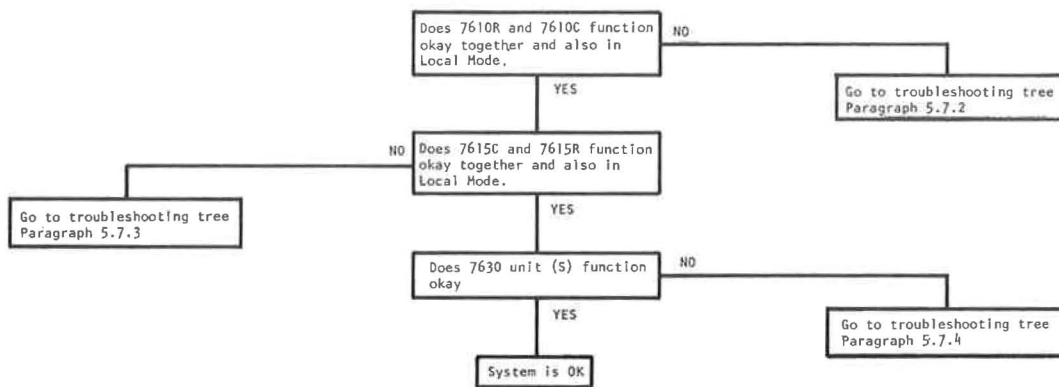 Does 7610R and 7610C function
okay together and also in
Local Mode.
NO
YES
Go to troubleshooting tree
Paragraph 5.7.2
NO
Does 7615C and 7615R function
okay together and also in
Local Mode.
YES
Go to troubleshooting tree
Paragraph 5.7.3
Does 7630 unit (S) function
okay
NO
YES
Go to troubleshooting tree
Paragraph 5.7.4
System is OK